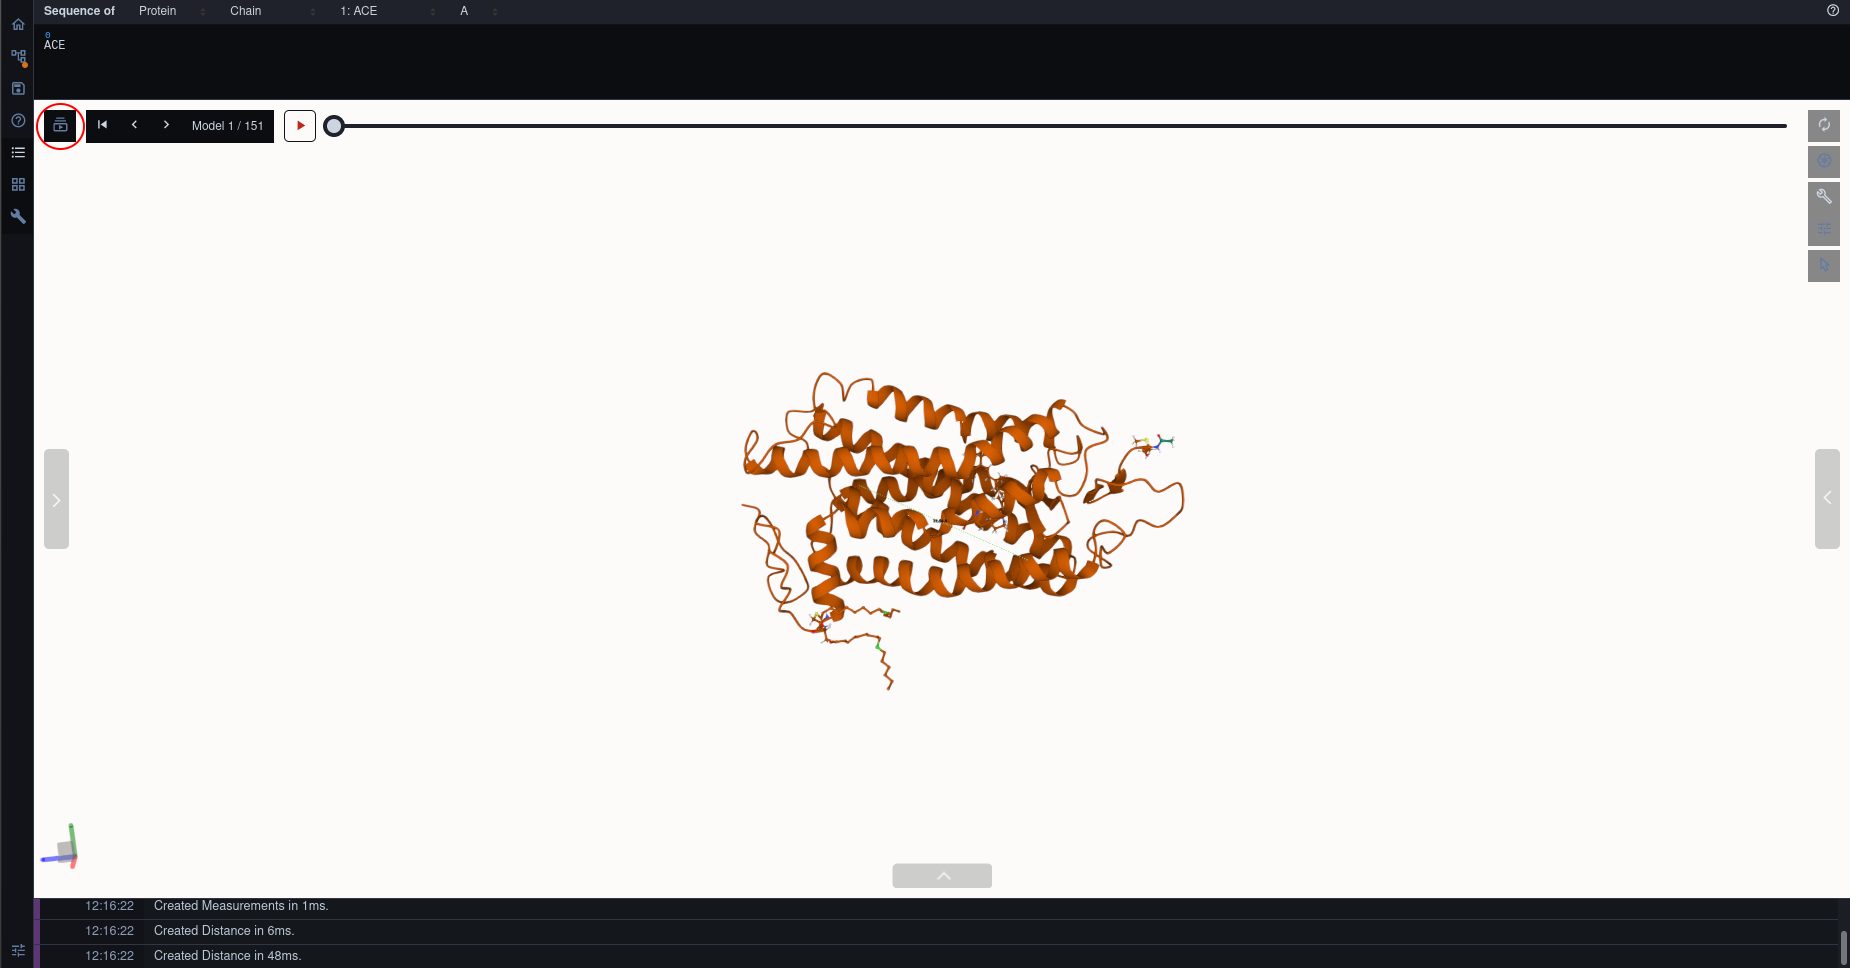 Sequence of Protein Chain 1: ACE A
0
ACE
Model 1 / 151
12:16:22 Created Measurements in 1ms.
12:16:22 Created Distance in 6ms.
12:16:22 Created Distance in 48ms.